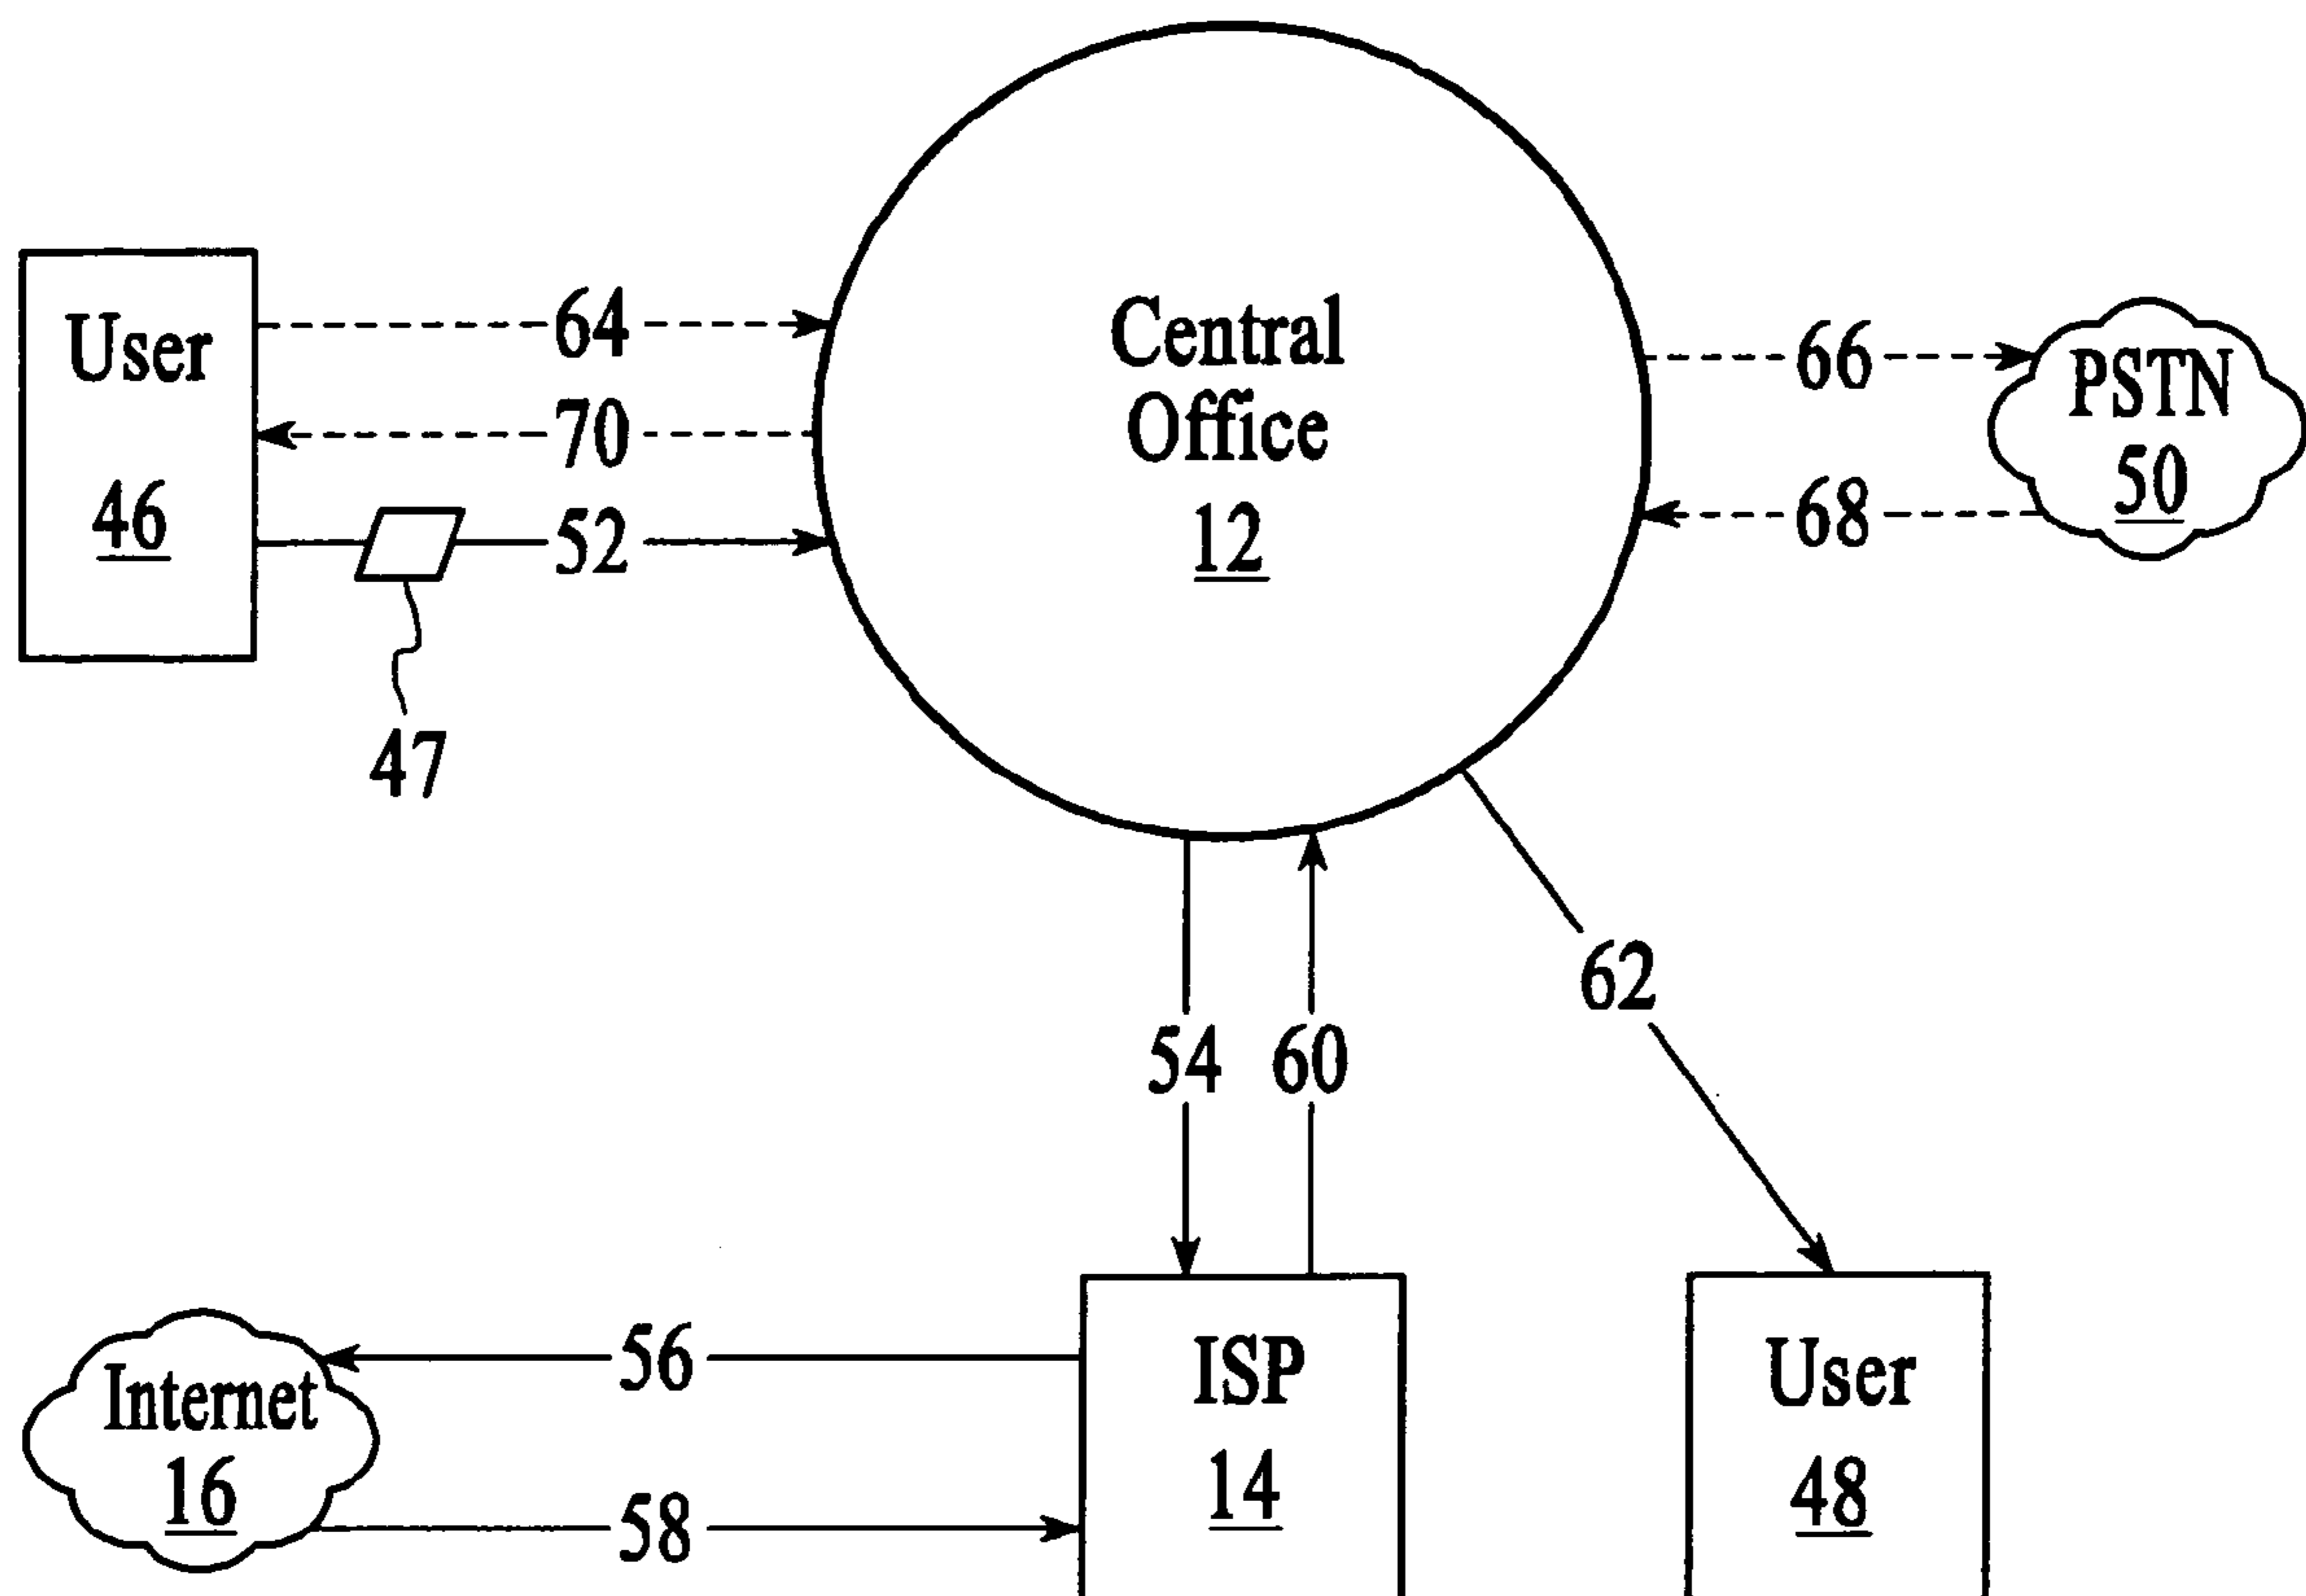 User
46
64
70
52
47
Central
Office
12
66
68
PSTN
50
54
60
62
Internet
16
56
58
ISP
14
User
48